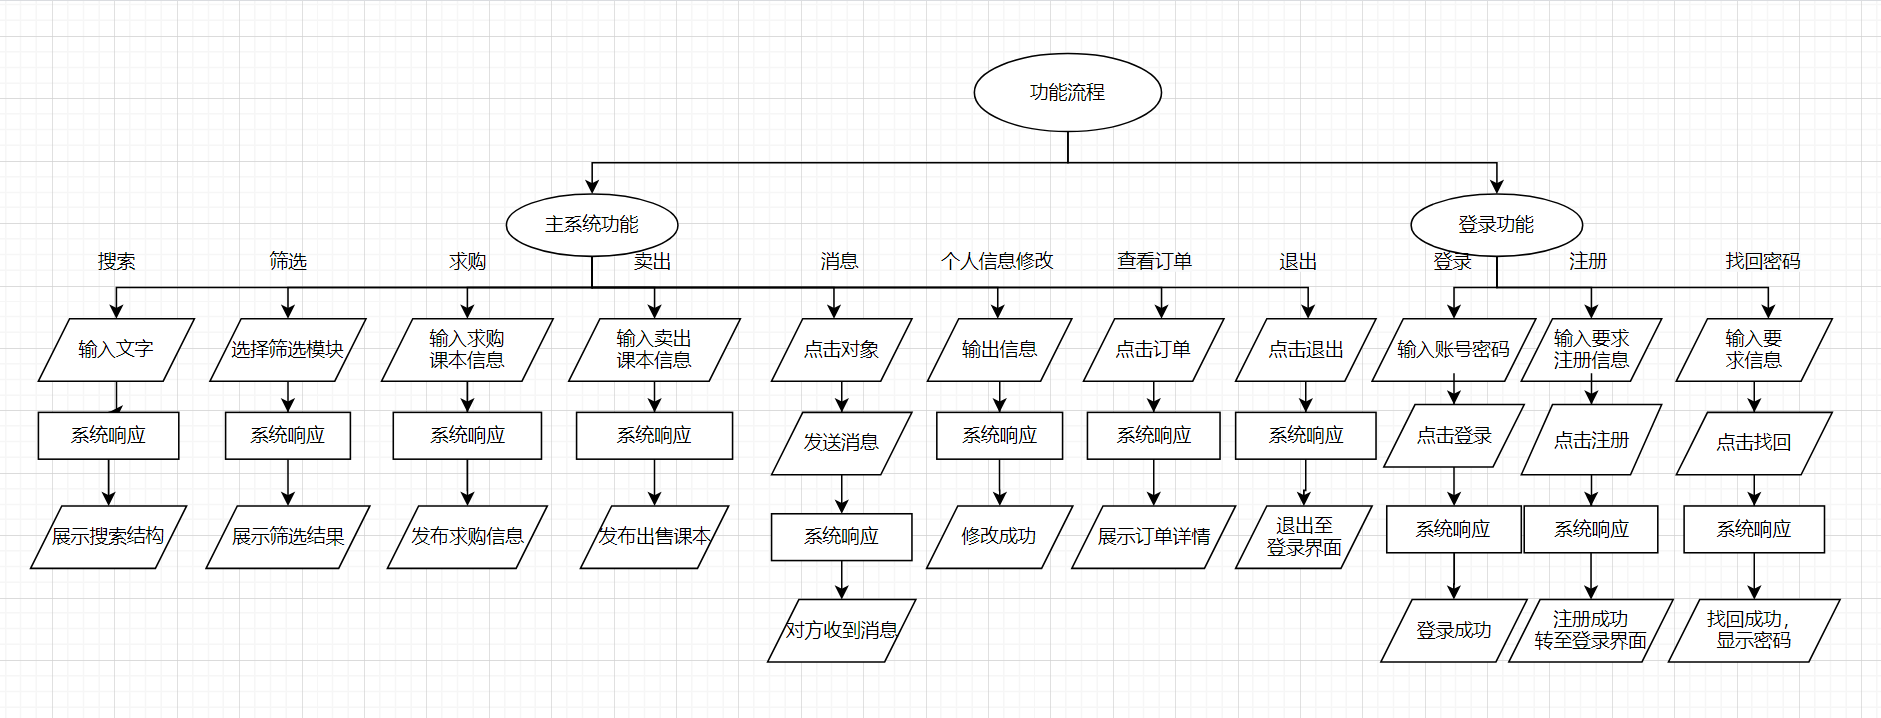 功能流程
主系统功能
登录功能
搜索
筛选
求购
卖出
消息
个人信息修改
查看订单
退出
登录
注册
找回密码
输入文字
选择筛选模块
输入求购
课本信息
输入卖出
课本信息
点击对象
输出信息
点击订单
点击退出
输入账号密码
输入要求
注册信息
输入要
求信息
系统响应
系统响应
系统响应
系统响应
发送消息
系统响应
系统响应
系统响应
点击登录
点击注册
点击找回
展示搜索结构
展示筛选结果
发布求购信息
发布出售课本
系统响应
修改成功
展示订单详情
退出至
登录界面
系统响应
系统响应
系统响应
对方收到消息
登录成功
注册成功
转至登录界面
找回成功，
显示密码